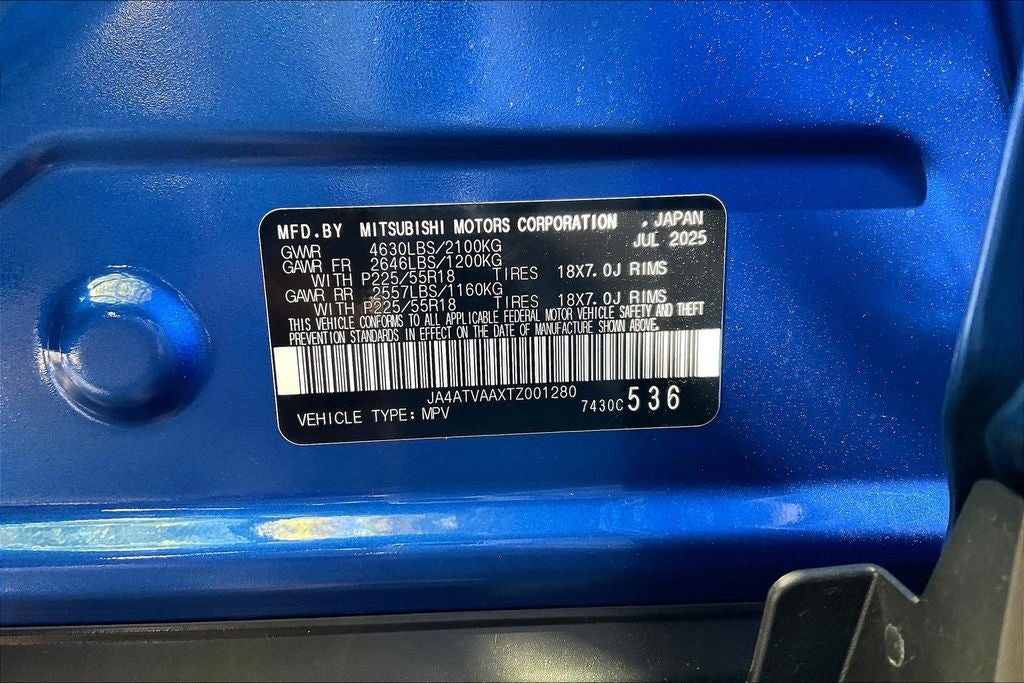 MFD.BY MITSUBISHI MOTORS CORPORATION , JAPAN
JUL 2025
GWWR 4630LBS/2100KG
GAWR FR 2646LBS/1200KG
WITH P225/55R18 TIRES 18X7.0J RIMS
GAWR RR 2557LBS/1160KG
WITH P225/55R18 TIRES 18X7.0J RIMS
THIS VEHICLE CONFORMS TO ALL APPLICABLE FEDERAL MOTOR VEHICLE SAFETY AND THEFT
PREVENTION STANDARDS IN EFFECT ON THE DATE OF MANUFACTURE SHOWN ABOVE.
JA4ATVAAXTZ001280
VEHICLE TYPE: MPV 7430C 536